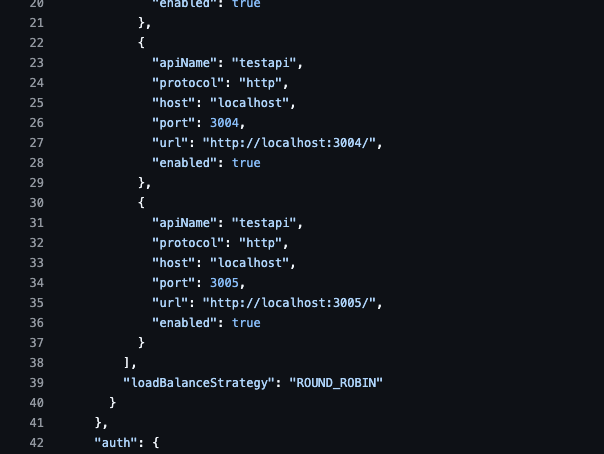 20 "enabled": true
21 },
22 {
23 "apiName": "testapi",
24 "protocol": "http",
25 "host": "localhost",
26 "port": 3004,
27 "url": "http://localhost:3004/",
28 "enabled": true
29 },
30 {
31 "apiName": "testapi",
32 "protocol": "http",
33 "host": "localhost",
34 "port": 3005,
35 "url": "http://localhost:3005/",
36 "enabled": true
37 }
38 ],
39 "loadBalanceStrategy": "ROUND_ROBIN"
40 }
41 },
42 "auth": {